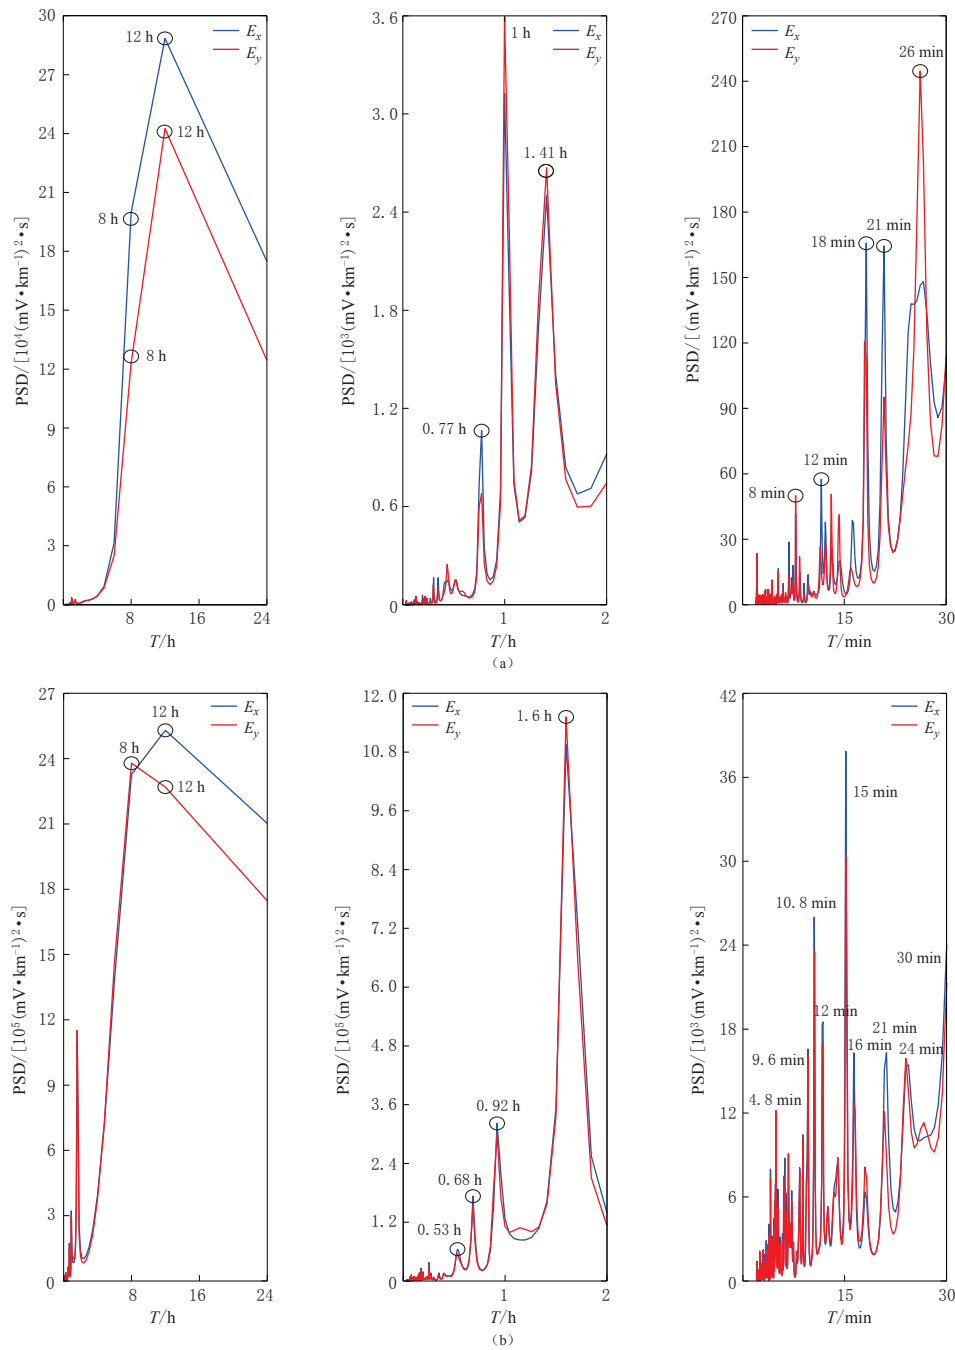 PSD/[10⁴(mV•km⁻¹)²•s]
30
27
24
21
18
15
12
9
6
3
0
8
24
T/h
12 h
12 h
8 h
8 h
Eₓ
E_y
PSD/[10³(mV•km⁻¹)²•s]
3.6
3.0
2.4
1.8
1.2
0.6
0
1
2
T/h
1 h
1.41 h
0.77 h
Eₓ
E_y
PSD/[(mV•km⁻¹)²•s]
270
240
210
180
150
120
90
60
30
0
15
30
T/min
26 min
21 min
18 min
12 min
8 min
Eₓ
E_y
(a)
PSD/[10⁵(mV•km⁻¹)²•s]
27
24
21
18
15
12
9
6
3
0
8
16
24
T/h
12 h
8 h
12 h
Eₓ
E_y
PSD/[10⁵(mV•km⁻¹)²•s]
12.0
10.8
9.6
8.4
7.2
6.0
4.8
3.6
2.4
1.2
0
1
2
T/h
1.6 h
0.92 h
0.68 h
0.53 h
Eₓ
E_y
PSD/[10³(mV•km⁻¹)²•s]
42
36
30
24
18
12
6
0
15
30
T/min
15 min
10.8 min
30 min
12 min
21 min
16 min
24 min
9.6 min
4.8 min
Eₓ
E_y
(b)